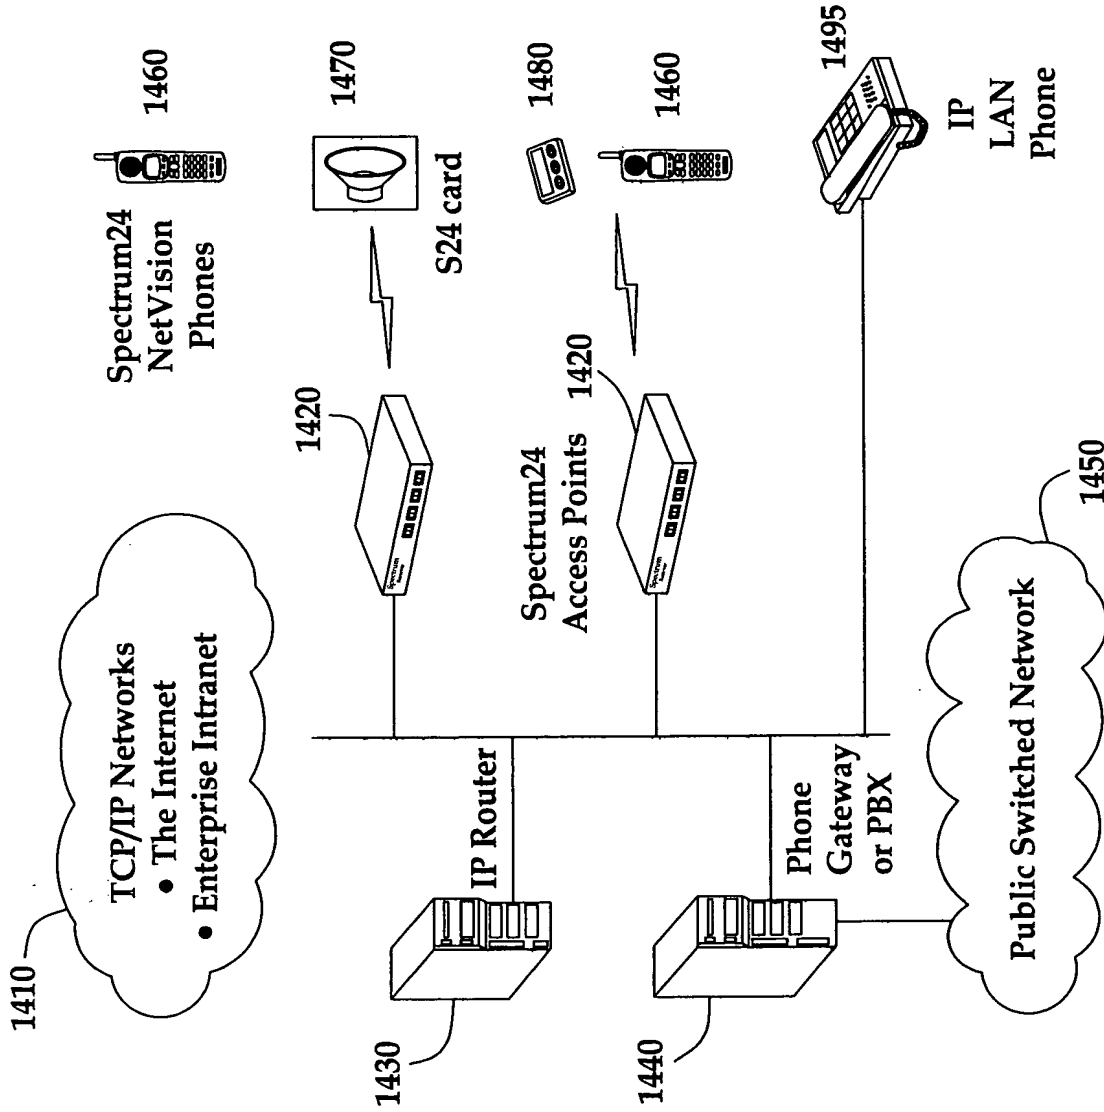 1410
TCP/IP Networks
• The Internet
• Enterprise Intranet
Spectrum24
NetVision
Phones
1460
1420
1470
S24 card
1430
IP Router
Spectrum
Spectrum24
Access Points
1420
1480
1460
1440
Phone
Gateway
or PBX
Spectrum
1495
IP
LAN
Phone
Public Switched Network
1450